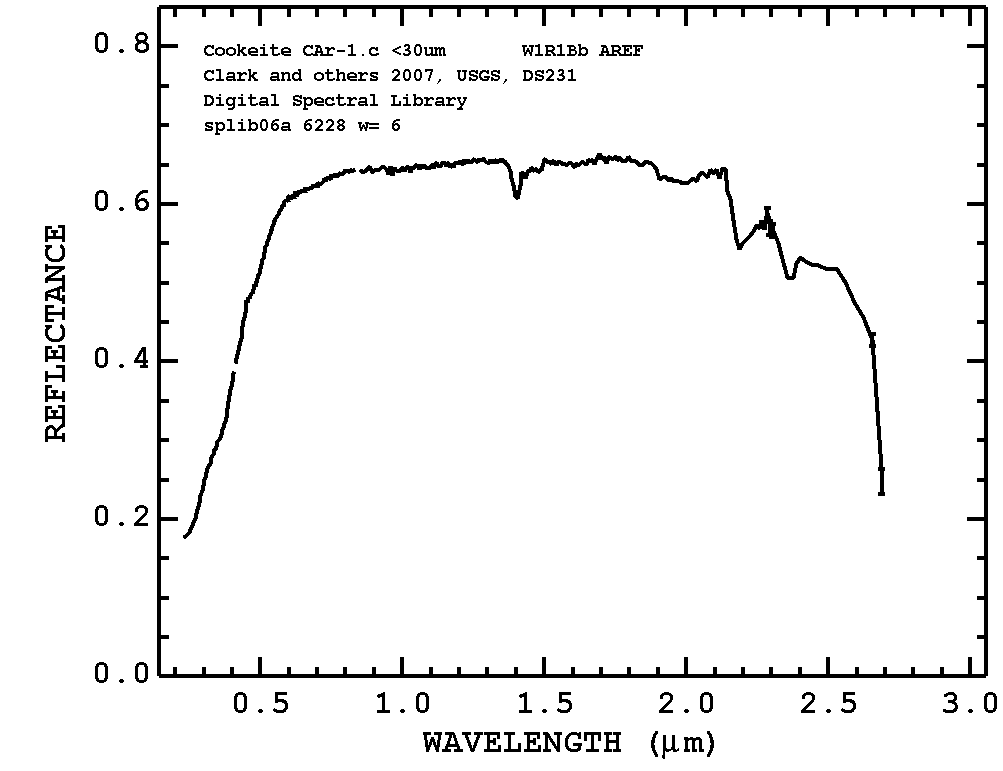 Cookeite CAr-1.c <30um W1R1Bb AREF
Clark and others 2007, USGS, DS231
Digital Spectral Library
splib06a 6228 w= 6
REFLECTANCE
0.8
0.6
0.4
0.2
0.0
0.5 1.0 1.5 2.0 2.5 3.0
WAVELENGTH (μm)